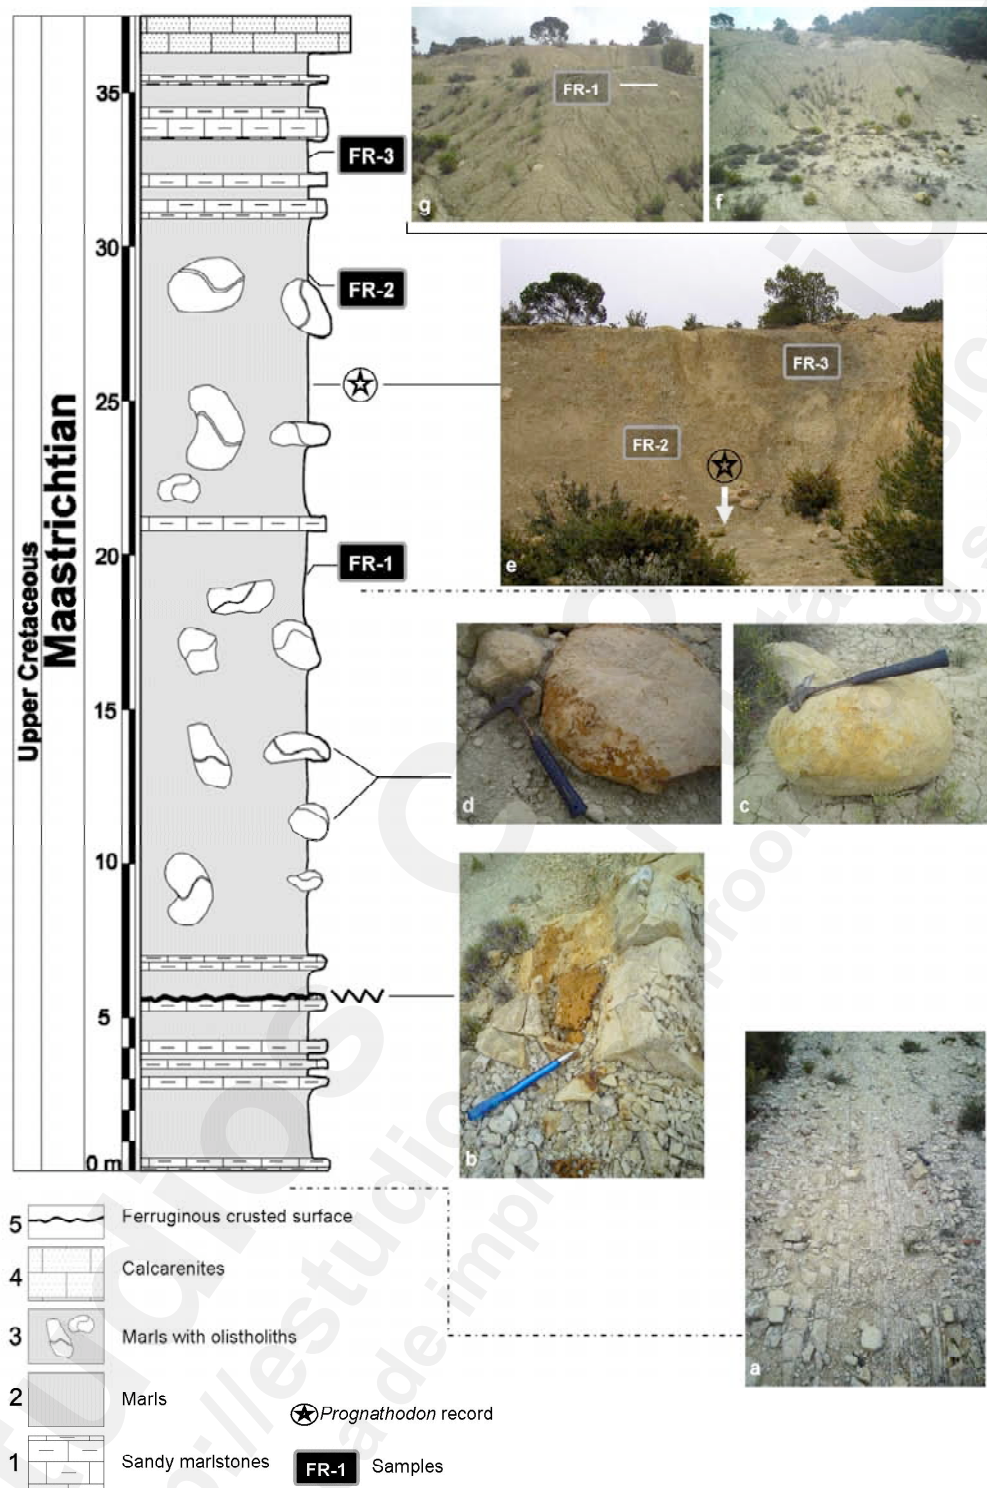 Upper Cretaceous
Maastrichtian
35
30
25
20
15
10
5
0 m
FR-3
FR-2
FR-1
g
FR-1
f
FR-3
FR-2
e
d
c
b
a
5 Ferruginous crusted surface
4 Calcarenites
3 Marls with olistholiths
2 Marls
Prognathodon record
1 Sandy marlstones
FR-1 Samples